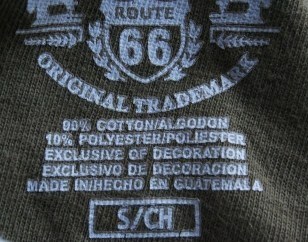 ROUTE
66
ORIGINAL TRADEMARK
90% COTTON/ALGODON
10% POLYESTER/POLIESTER
EXCLUSIVE OF DECORATION
EXCLUSIVO DE DECORACION
MADE IN/HECHO EN GUATEMALA
S/CH